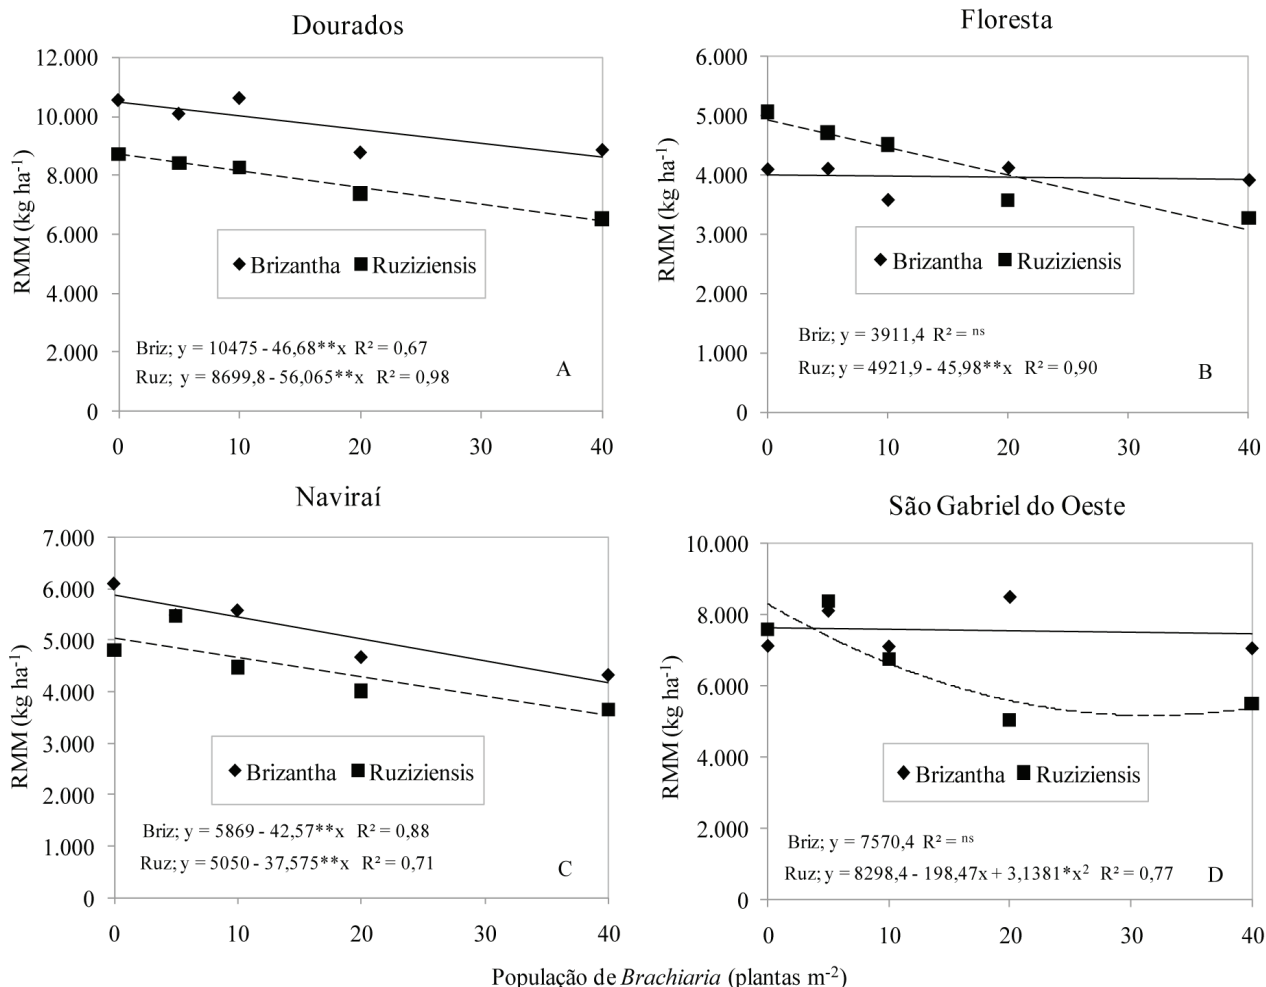 Dourados
12.000
10.000
8.000
6.000
4.000
2.000
0
RMM (kg ha⁻¹)
Brizantha Ruziziensis
Briz; y = 10475 - 46,68**x R² = 0,67
Ruz; y = 8699,8 - 56,065**x R² = 0,98
A
0 10 20 30 40
Floresta
6.000
5.000
4.000
3.000
2.000
1.000
0
RMM (kg ha⁻¹)
Brizantha Ruziziensis
Briz; y = 3911,4 R² = ⁿˢ
Ruz; y = 4921,9 - 45,98**x R² = 0,90
B
0 10 20 30 40
Naviraí
7.000
6.000
5.000
4.000
3.000
2.000
1.000
0
RMM (kg ha⁻¹)
Brizantha Ruziziensis
Briz; y = 5869 - 42,57**x R² = 0,88
Ruz; y = 5050 - 37,575**x R² = 0,71
C
0 10 20 30 40
São Gabriel do Oeste
10.000
8.000
6.000
4.000
2.000
0
RMM (kg ha⁻¹)
Brizantha Ruziziensis
Briz; y = 7570,4 R² = ⁿˢ
Ruz; y = 8298,4 - 198,47x + 3,1381*x² R² = 0,77
D
0 10 20 30 40
População de Brachiaria (plantas m⁻²)